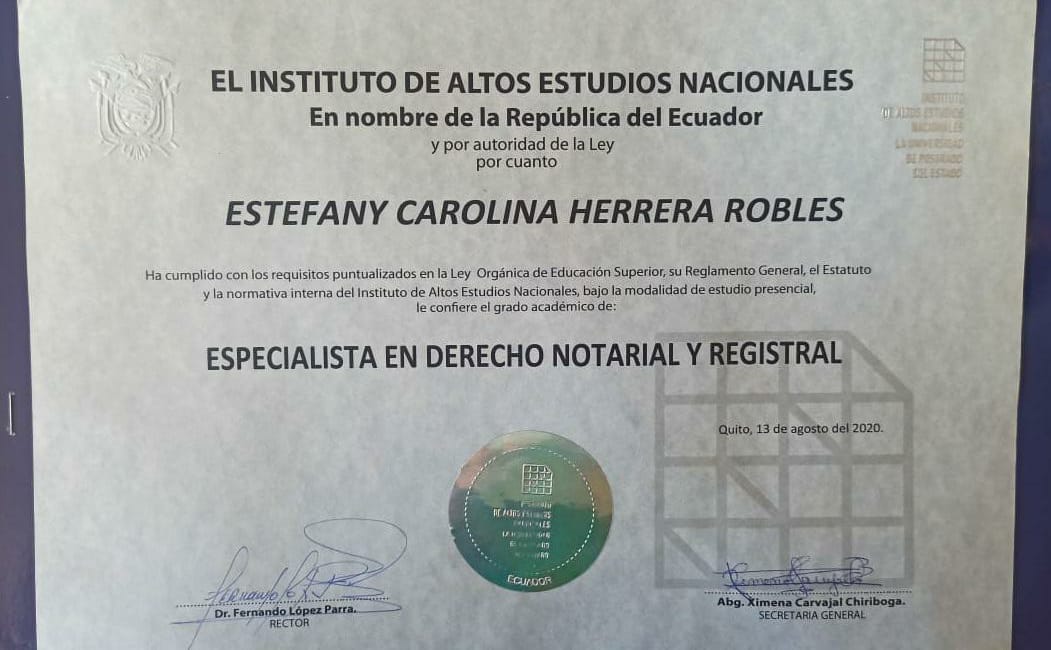 EL INSTITUTO DE ALTOS ESTUDIOS NACIONALES
En nombre de la República del Ecuador
y por autoridad de la Ley
por cuanto
INSTITUTO
DE ALTOS ESTUDIOS
NACIONALES
LA UNIVERSIDAD
DE POSGRADO
DEL ESTADO
ESTEFANY CAROLINA HERRERA ROBLES
Ha cumplido con los requisitos puntualizados en la Ley Orgánica de Educación Superior, su Reglamento General, el Estatuto
y la normativa interna del Instituto de Altos Estudios Nacionales, bajo la modalidad de estudio presencial,
le confiere el grado académico de:
ESPECIALISTA EN DERECHO NOTARIAL Y REGISTRAL
Quito, 13 de agosto del 2020.
DE ALTOS ESTUDIOS
ECUADOR
Dr. Fernando López Parra.
RECTOR
Abg. Ximena Carvajal Chiriboga.
SECRETARIA GENERAL